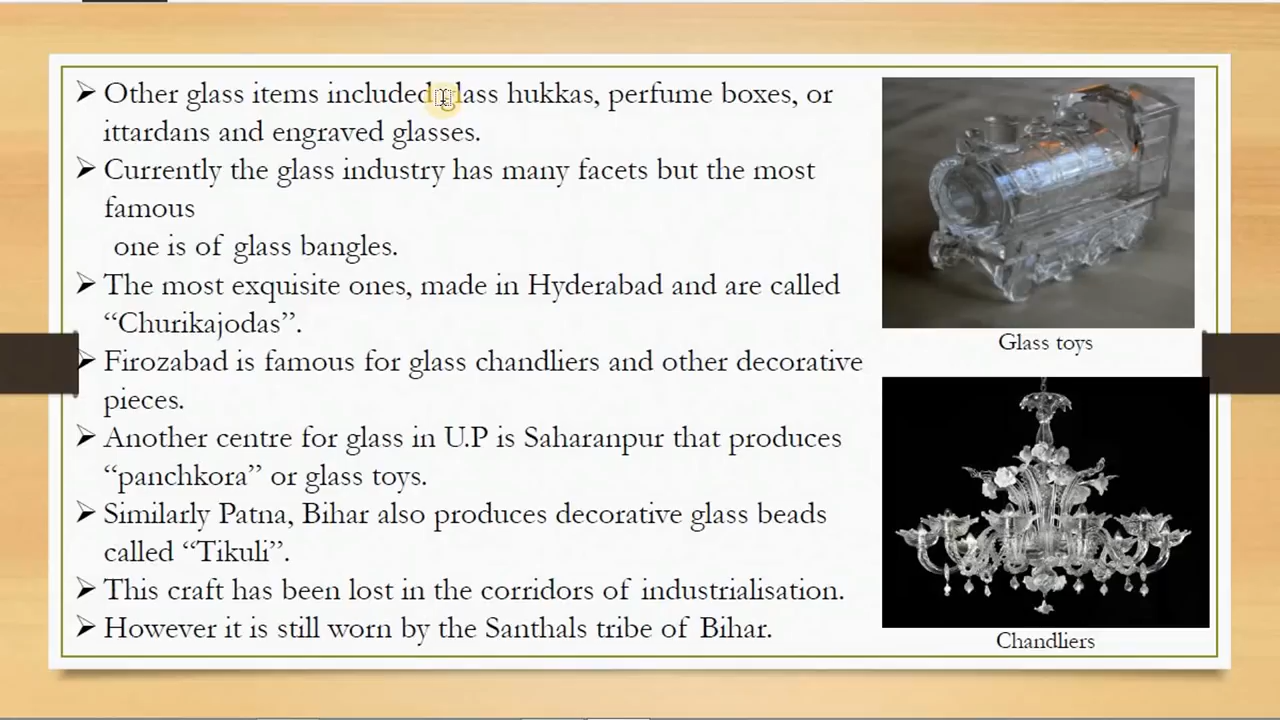 ➢ Other glass items included glass hukkas, perfume boxes, or
ittardans and engraved glasses.
➢ Currently the glass industry has many facets but the most
famous
one is of glass bangles.
➢ The most exquisite ones, made in Hyderabad and are called
“Churikajodas”.
➢ Firozabad is famous for glass chandliers and other decorative
pieces.
➢ Another centre for glass in U.P is Saharanpur that produces
“panchkora” or glass toys.
➢ Similarly Patna, Bihar also produces decorative glass beads
called “Tikuli”.
➢ This craft has been lost in the corridors of industrialisation.
➢ However it is still worn by the Santhals tribe of Bihar.
Glass toys
Chandliers